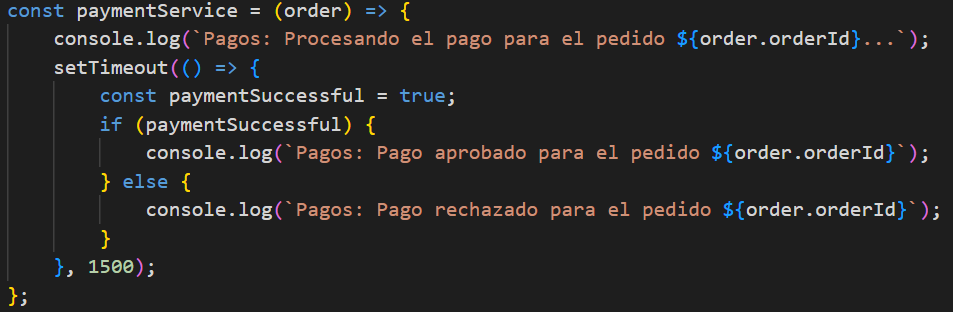 const paymentService = (order) => {
    console.log(`Pagos: Procesando el pago para el pedido ${order.orderId}...`);
    setTimeout(() => {
        const paymentSuccessful = true;
        if (paymentSuccessful) {
            console.log(`Pagos: Pago aprobado para el pedido ${order.orderId}`);
        } else {
            console.log(`Pagos: Pago rechazado para el pedido ${order.orderId}`);
        }
    }, 1500);
};